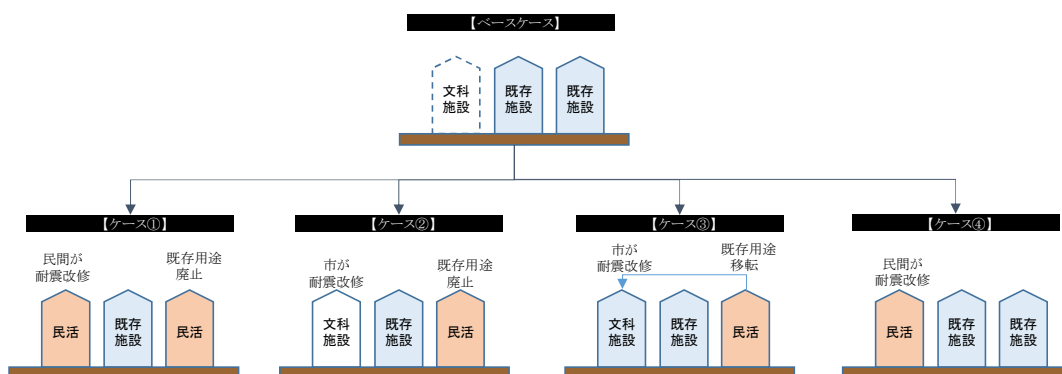 【ベースケース】
文科
施設
既存
施設
既存
施設
【ケース①】
民間が
耐震改修
既存用途
廃止
民活
既存
施設
民活
【ケース②】
市が
耐震改修
既存用途
廃止
文科
施設
既存
施設
民活
【ケース③】
市が
耐震改修
既存用途
移転
文科
施設
既存
施設
民活
【ケース④】
民間が
耐震改修
民活
既存
施設
既存
施設